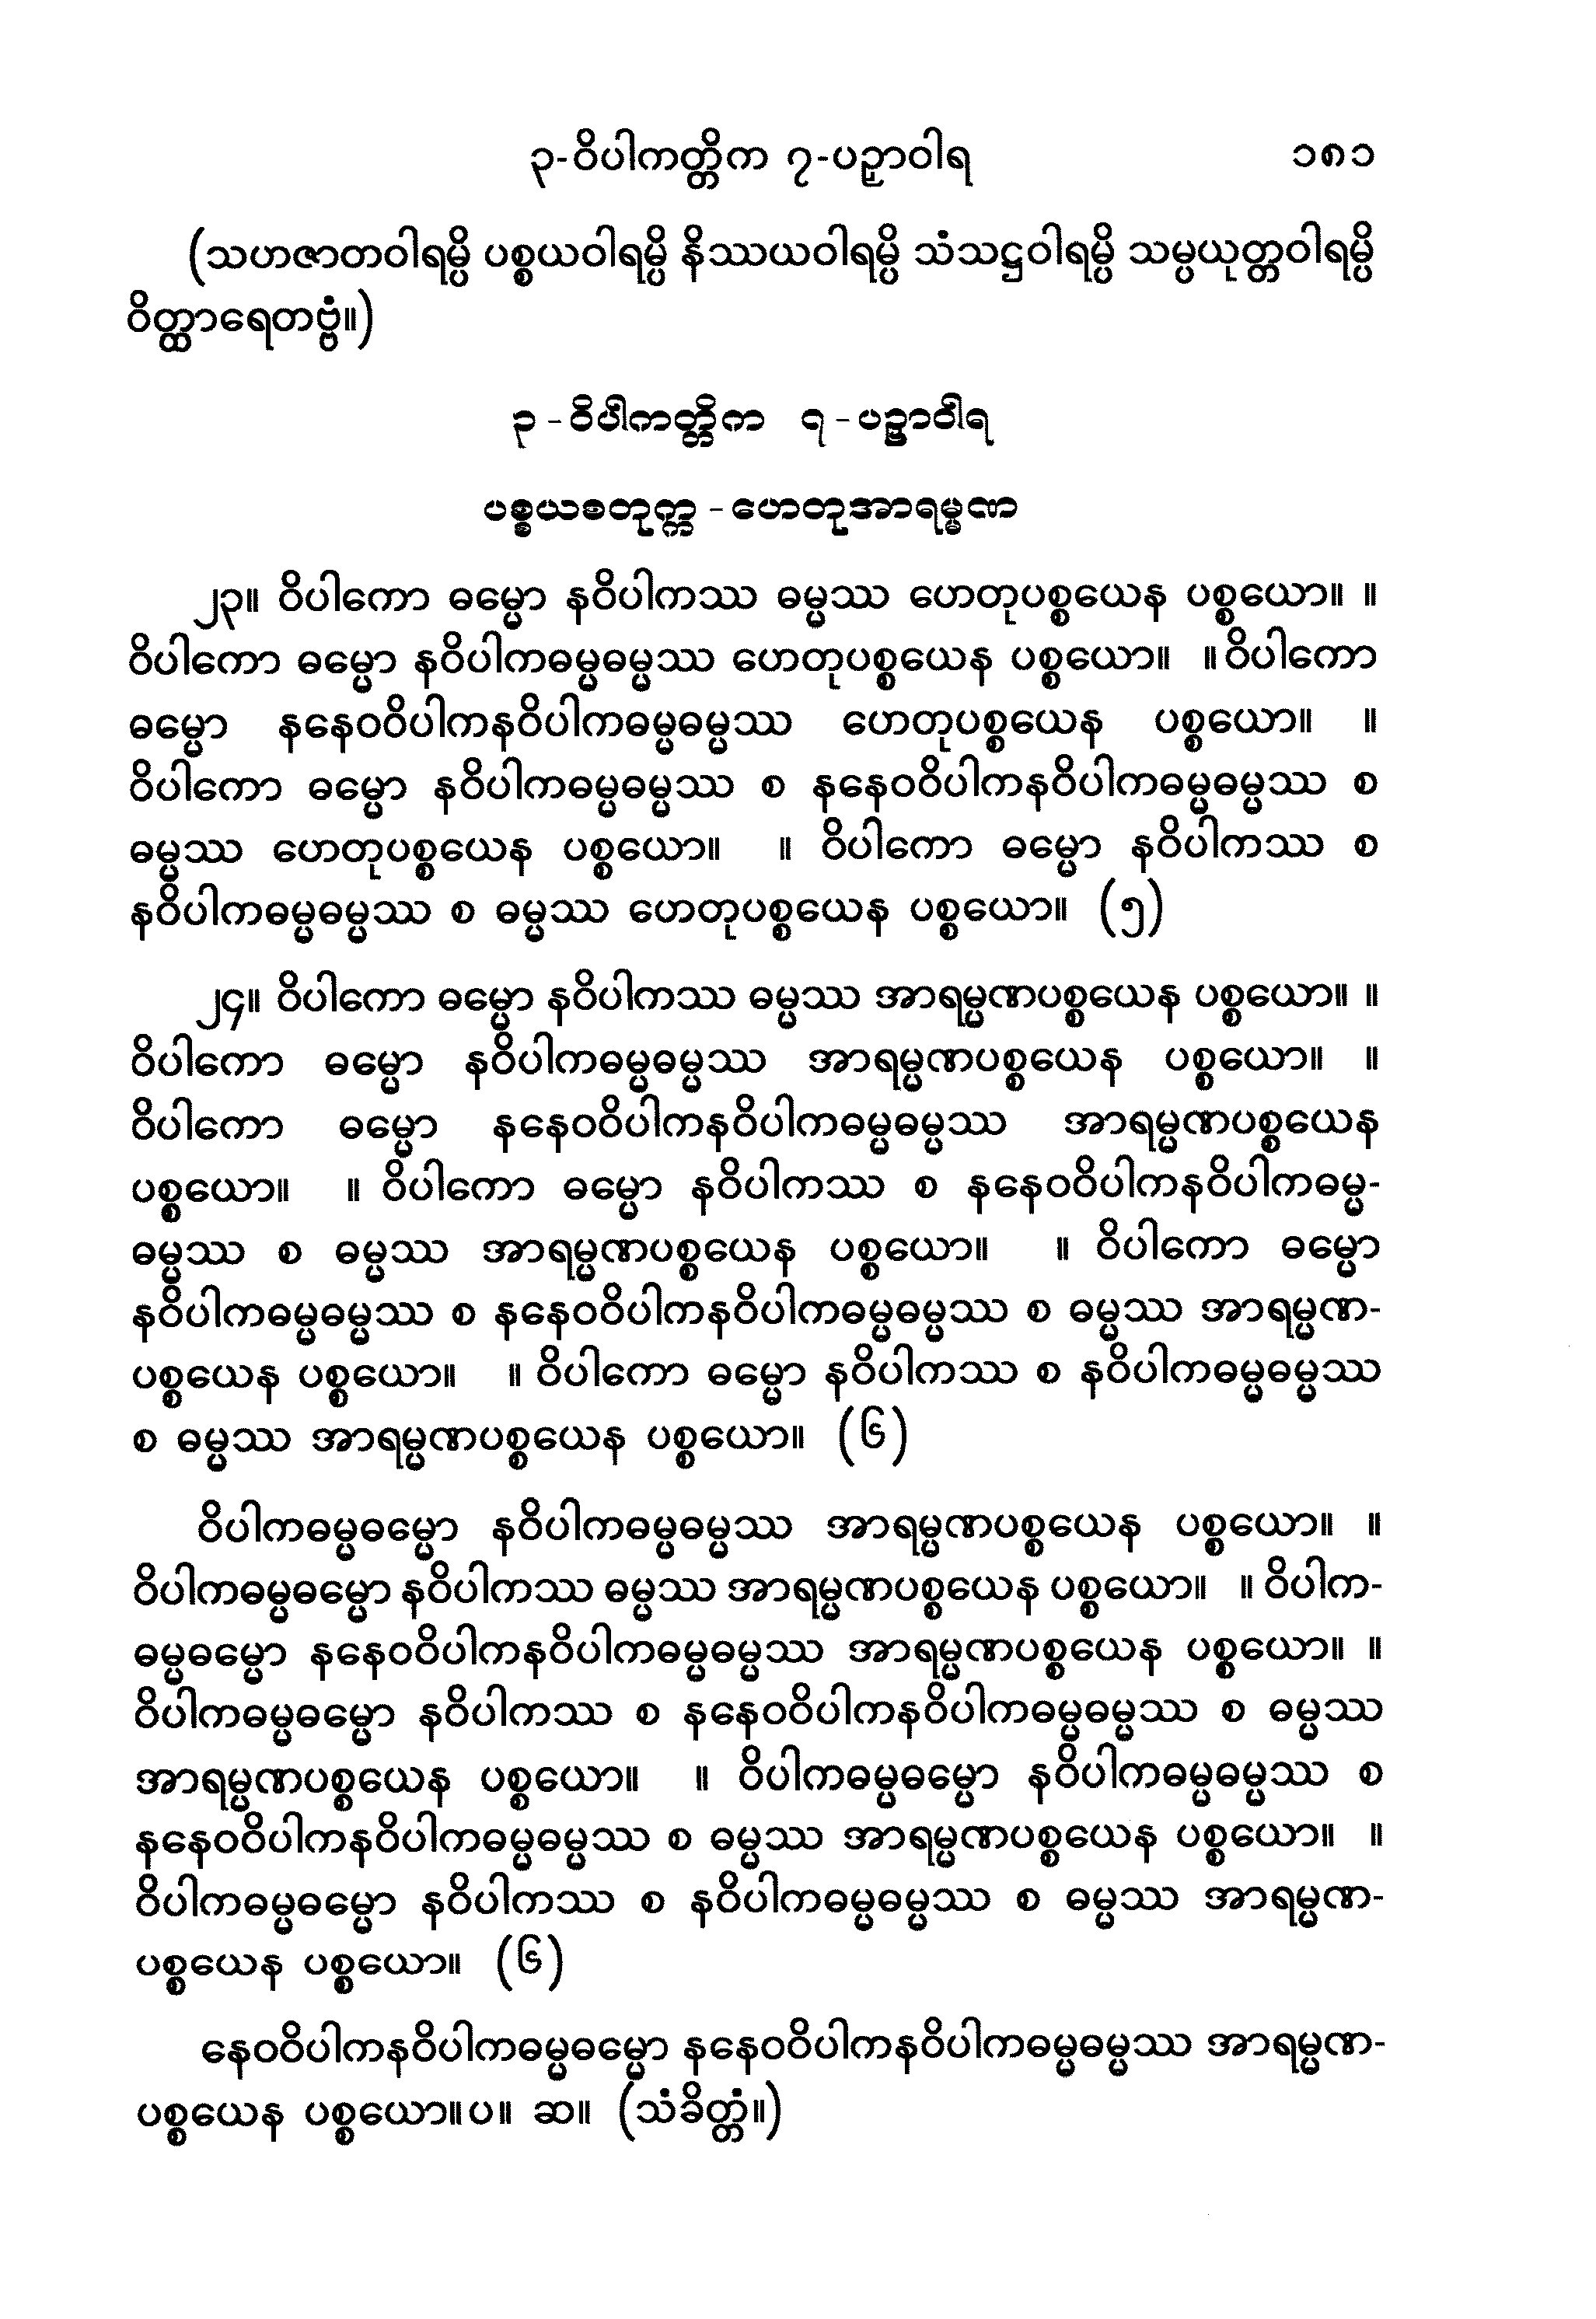 ၃-ဝိပါကတ္တိက ၇-ပဉှာဝါရ ၁၈၁
(သဟဇာတဝါရမ္ပိ ပစ္စယဝါရမ္ပိ နိဿယဝါရမ္ပိ သံသဋ္ဌဝါရမ္ပိ သမ္ပယုတ္တဝါရမ္ပိ
ဝိတ္ထာရေတဗ္ဗံ။)
၃-ဝိပါကတ္တိက ၇-ပဉှာဝါရ
ပစ္စယစတုက္က-ဟေတုအာရမ္မဏ
၂၃။ ဝိပါကော ဓမ္မော နဝိပါကဿ ဓမ္မဿ ဟေတုပစ္စယေန ပစ္စယော။ ။
ဝိပါကော ဓမ္မော နဝိပါကဓမ္မဓမ္မဿ ဟေတုပစ္စယေန ပစ္စယော။ ။ ဝိပါကော
ဓမ္မော နနေဝဝိပါကနဝိပါကဓမ္မဓမ္မဿ ဟေတုပစ္စယေန ပစ္စယော။ ။
ဝိပါကော ဓမ္မော နဝိပါကဓမ္မဓမ္မဿ စ နနေဝဝိပါကနဝိပါကဓမ္မဓမ္မဿ စ
ဓမ္မဿ ဟေတုပစ္စယေန ပစ္စယော။ ။ ဝိပါကော ဓမ္မော နဝိပါကဿ စ
နဝိပါကဓမ္မဓမ္မဿ စ ဓမ္မဿ ဟေတုပစ္စယေန ပစ္စယော။ (၅)
၂၄။ ဝိပါကော ဓမ္မော နဝိပါကဿ ဓမ္မဿ အာရမ္မဏပစ္စယေန ပစ္စယော။ ။
ဝိပါကော ဓမ္မော နဝိပါကဓမ္မဓမ္မဿ အာရမ္မဏပစ္စယေန ပစ္စယော။ ။
ဝိပါကော ဓမ္မော နနေဝဝိပါကနဝိပါကဓမ္မဓမ္မဿ အာရမ္မဏပစ္စယေန
ပစ္စယော။ ။ ဝိပါကော ဓမ္မော နဝိပါကဿ စ နနေဝဝိပါကနဝိပါကဓမ္မ-
ဓမ္မဿ စ ဓမ္မဿ အာရမ္မဏပစ္စယေန ပစ္စယော။ ။ ဝိပါကော ဓမ္မော
နဝိပါကဓမ္မဓမ္မဿ စ နနေဝဝိပါကနဝိပါကဓမ္မဓမ္မဿ စ ဓမ္မဿ အာရမ္မဏ-
ပစ္စယေန ပစ္စယော။ ။ ဝိပါကော ဓမ္မော နဝိပါကဿ စ နဝိပါကဓမ္မဓမ္မဿ
စ ဓမ္မဿ အာရမ္မဏပစ္စယေန ပစ္စယော။ (၆)
ဝိပါကဓမ္မဓမ္မော နဝိပါကဓမ္မဓမ္မဿ အာရမ္မဏပစ္စယေန ပစ္စယော။ ။
ဝိပါကဓမ္မဓမ္မော နဝိပါကဿ ဓမ္မဿ အာရမ္မဏပစ္စယေန ပစ္စယော။ ။ ဝိပါက-
ဓမ္မဓမ္မော နနေဝဝိပါကနဝိပါကဓမ္မဓမ္မဿ အာရမ္မဏပစ္စယေန ပစ္စယော။ ။
ဝိပါကဓမ္မဓမ္မော နဝိပါကဿ စ နနေဝဝိပါကနဝိပါကဓမ္မဓမ္မဿ စ ဓမ္မဿ
အာရမ္မဏပစ္စယေန ပစ္စယော။ ။ ဝိပါကဓမ္မဓမ္မော နဝိပါကဓမ္မဓမ္မဿ စ
နနေဝဝိပါကနဝိပါကဓမ္မဓမ္မဿ စ ဓမ္မဿ အာရမ္မဏပစ္စယေန ပစ္စယော။ ။
ဝိပါကဓမ္မဓမ္မော နဝိပါကဿ စ နဝိပါကဓမ္မဓမ္မဿ စ ဓမ္မဿ အာရမ္မဏ-
ပစ္စယေန ပစ္စယော။ (၆)
နေဝဝိပါကနဝိပါကဓမ္မဓမ္မော နနေဝဝိပါကနဝိပါကဓမ္မဓမ္မဿ အာရမ္မဏ-
ပစ္စယေန ပစ္စယော။ပ။ ဆ။ (သံခိတ္တံ။)